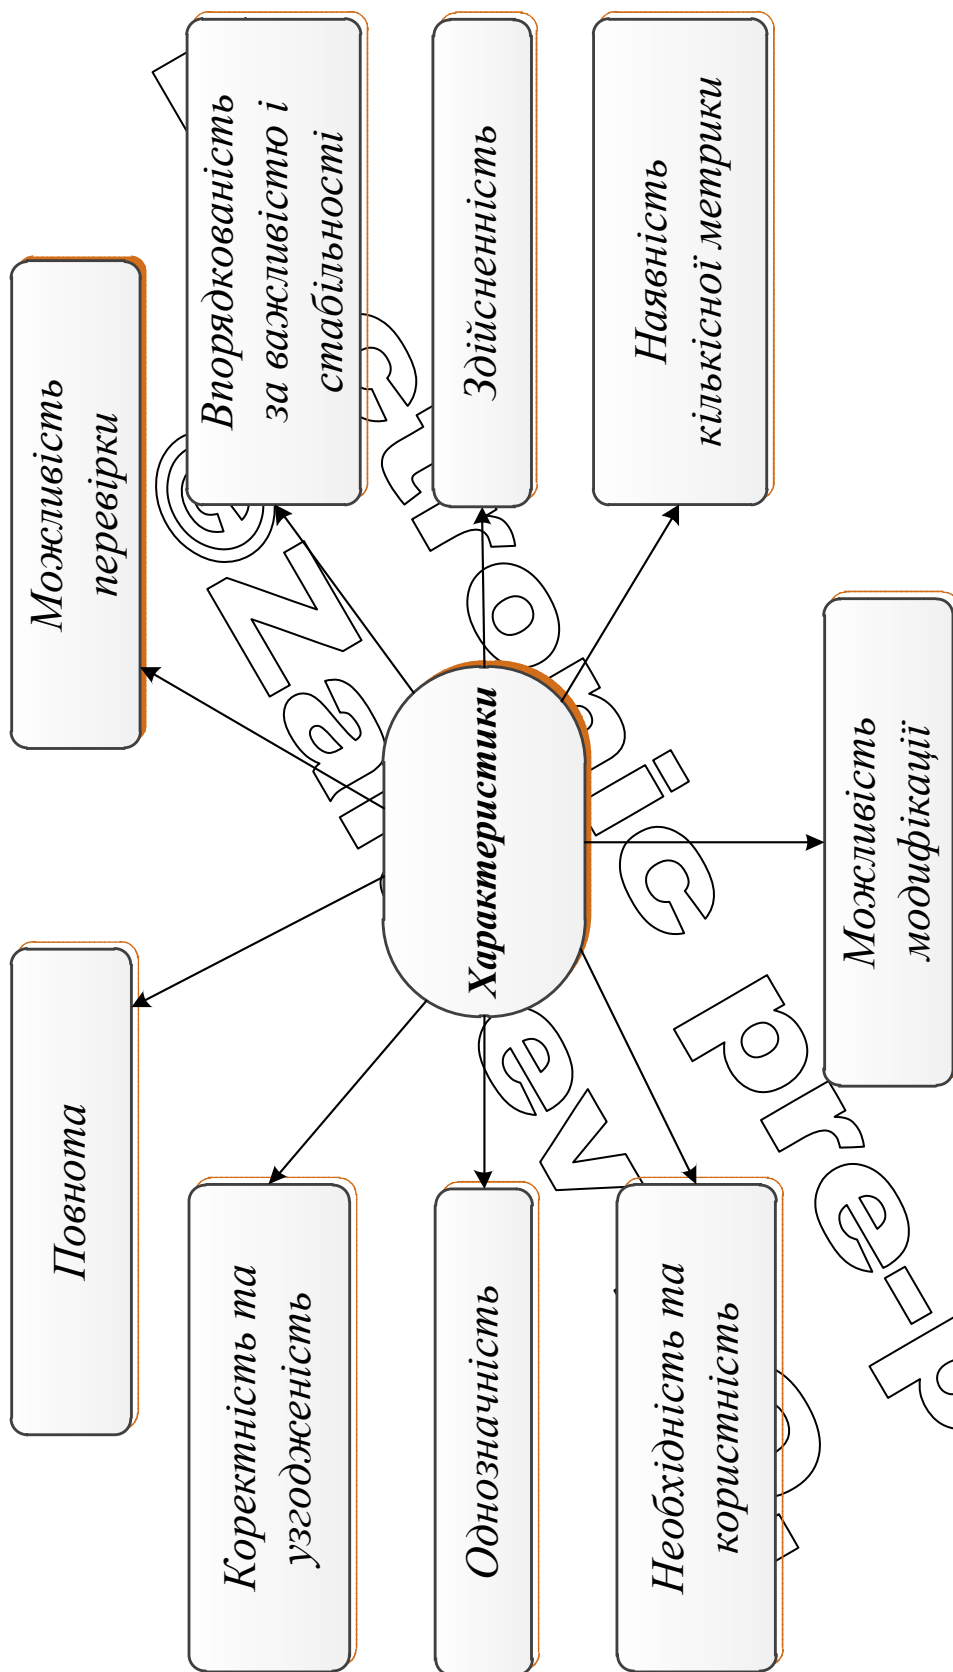 Повнота
Можливість
перевірки
Коректність та
узгодженість
Впорядкованість
за важливістю і
стабільності
Однозначність
Характеристики
Здійсненність
Необхідність та
користність
Наявність
кількісної метрики
Можливість
модифікації